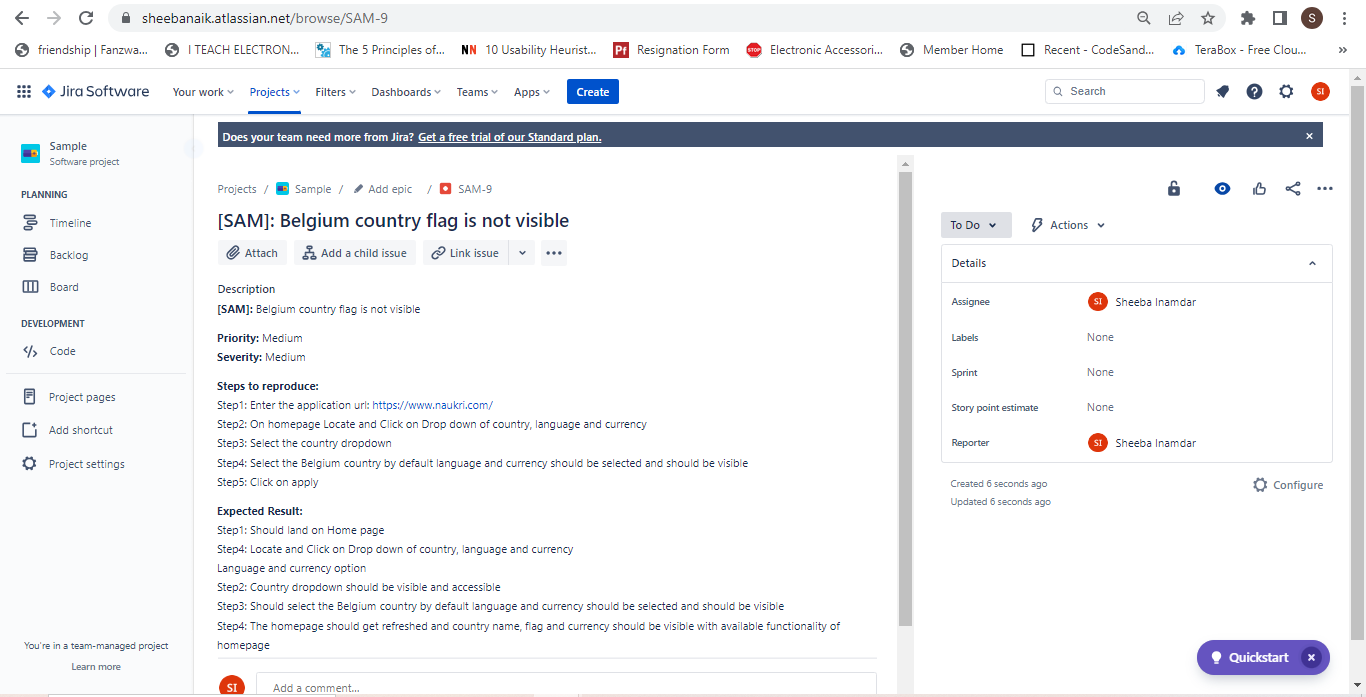 sheebanaik.atlassian.net/browse/SAM-9
S
friendship | Fanzwa...
I TEACH ELECTRON...
The 5 Principles of...
NN 10 Usability Heurist...
Pf Resignation Form
STOP Electronic Accessori...
Member Home
Recent - CodeSand...
TeraBox - Free Clou...
»
Jira Software
Your work
Projects
Filters
Dashboards
Teams
Apps
Create
Search
SI
Sample
Software project
PLANNING
Timeline
Backlog
Board
DEVELOPMENT
Code
Project pages
Add shortcut
Project settings
You're in a team-managed project
Learn more
Does your team need more from Jira? Get a free trial of our Standard plan.
Projects / Sample / Add epic / SAM-9
[SAM]: Belgium country flag is not visible
Attach
Add a child issue
Link issue
Description
[SAM]: Belgium country flag is not visible
Priority: Medium
Severity: Medium
Steps to reproduce:
Step1: Enter the application url: https://www.naukri.com/
Step2: On homepage Locate and Click on Drop down of country, language and currency
Step3: Select the country dropdown
Step4: Select the Belgium country by default language and currency should be selected and should be visible
Step5: Click on apply
Expected Result:
Step1: Should land on Home page
Step4: Locate and Click on Drop down of country, language and currency
Language and currency option
Step2: Country dropdown should be visible and accessible
Step3: Should select the Belgium country by default language and currency should be selected and should be visible
Step4: The homepage should get refreshed and country name, flag and currency should be visible with available functionality of
homepage
SI
Add a comment...
To Do
Actions
Details
Assignee
SI Sheeba Inamdar
Labels
None
Sprint
None
Story point estimate
None
Reporter
SI Sheeba Inamdar
Created 6 seconds ago
Updated 6 seconds ago
Configure
Quickstart